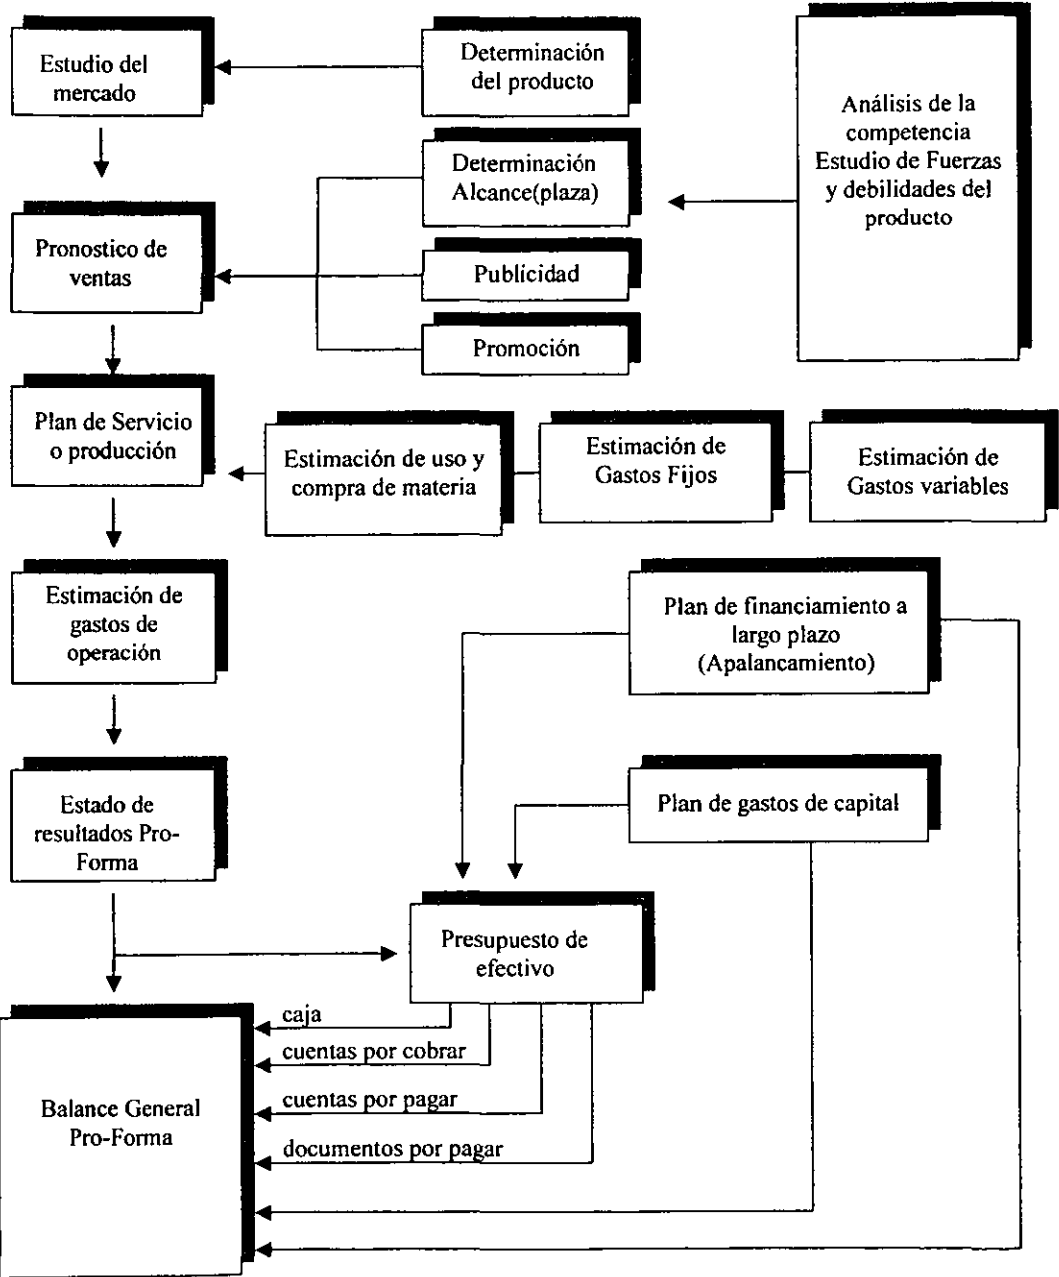 Estudio del
mercado
Determinación
del producto
Análisis de la
competencia
Estudio de Fuerzas
y debilidades del
producto
Determinación
Alcance(plaza)
Pronostico de
ventas
Publicidad
Promoción
Plan de Servicio
o producción
Estimación de uso y
compra de materia
Estimación de
Gastos Fijos
Estimación de
Gastos variables
Estimación de
gastos de
operación
Plan de financiamiento a
largo plazo
(Apalancamiento)
Estado de
resultados Pro-
Forma
Plan de gastos de capital
Presupuesto de
efectivo
caja
cuentas por cobrar
cuentas por pagar
documentos por pagar
Balance General
Pro-Forma